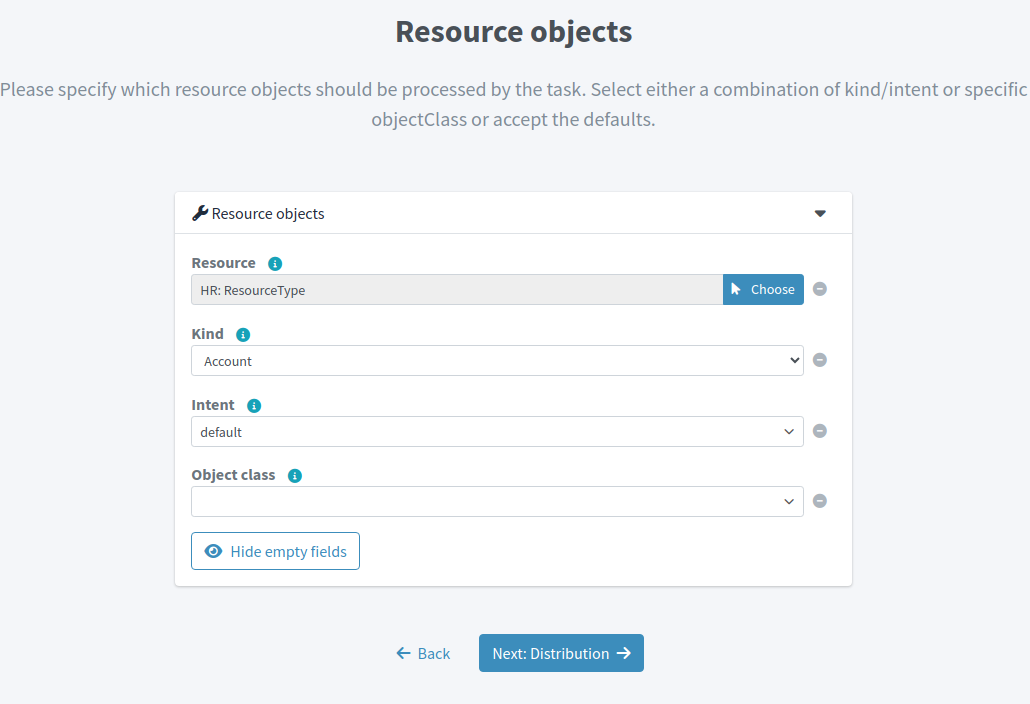 Resource objects
Please specify which resource objects should be processed by the task. Select either a combination of kind/intent or specific
objectClass or accept the defaults.
Resource objects
Resource
HR: ResourceType
Choose
Kind
Account
Intent
default
Object class
Hide empty fields
Back
Next: Distribution